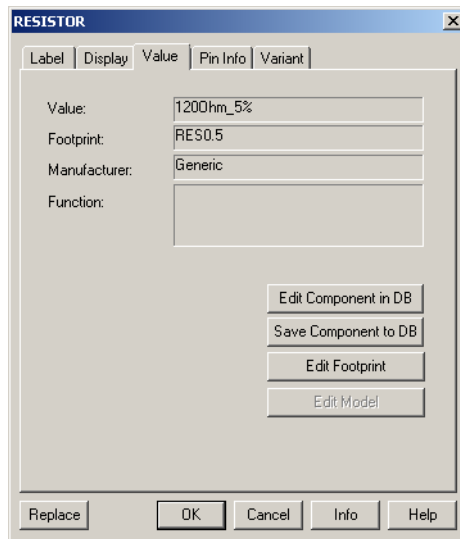 RESISTOR
Label Display Value Pin Info Variant
Value: 120Ohm_5%
Footprint: RES0.5
Manufacturer: Generic
Function:
Edit Component in DB
Save Component to DB
Edit Footprint
Edit Model
Replace OK Cancel Info Help